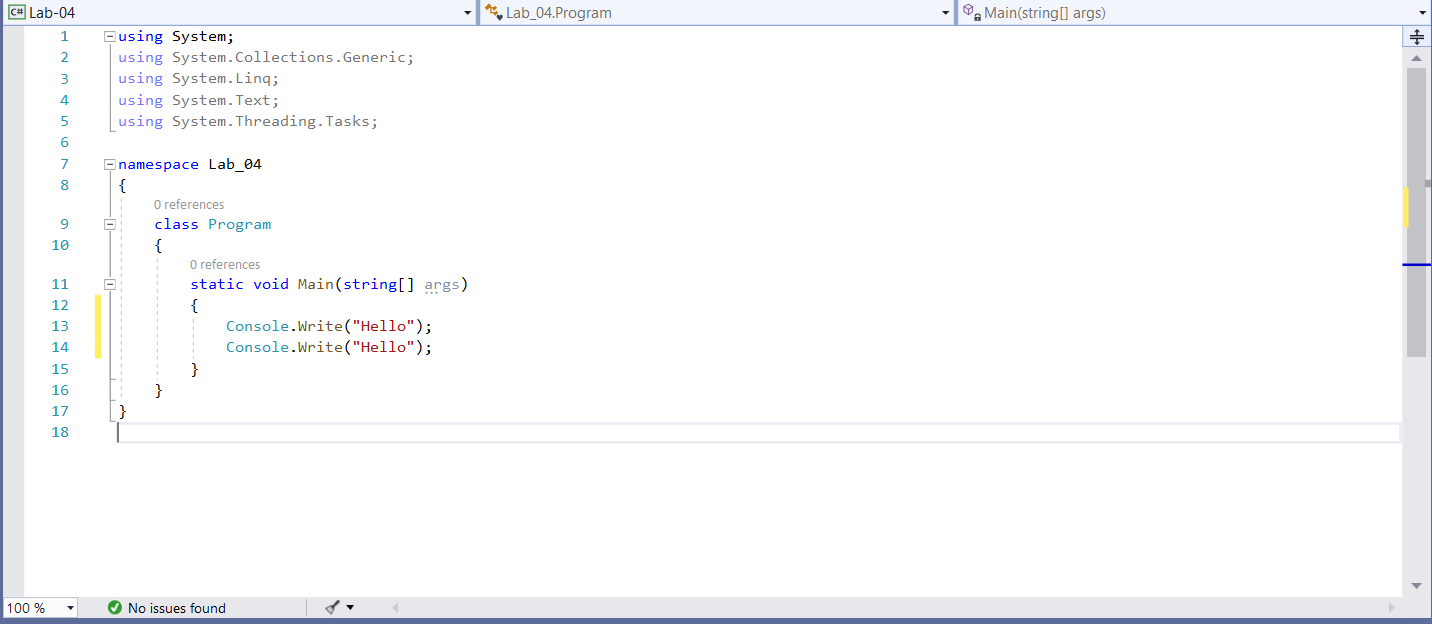 C# Lab-04 Lab_04.Program Main(string[] args)
1 using System;
2 using System.Collections.Generic;
3 using System.Linq;
4 using System.Text;
5 using System.Threading.Tasks;
6
7 namespace Lab_04
8 {
0 references
9 class Program
10 {
0 references
11 static void Main(string[] args)
12 {
13 Console.Write("Hello");
14 Console.Write("Hello");
15 }
16 }
17 }
18
100 % No issues found